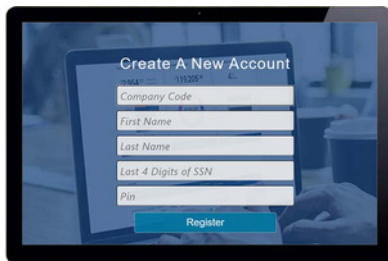 Create A New Account
Company Code
First Name
Last Name
Last 4 Digits of SSN
Pin
Register